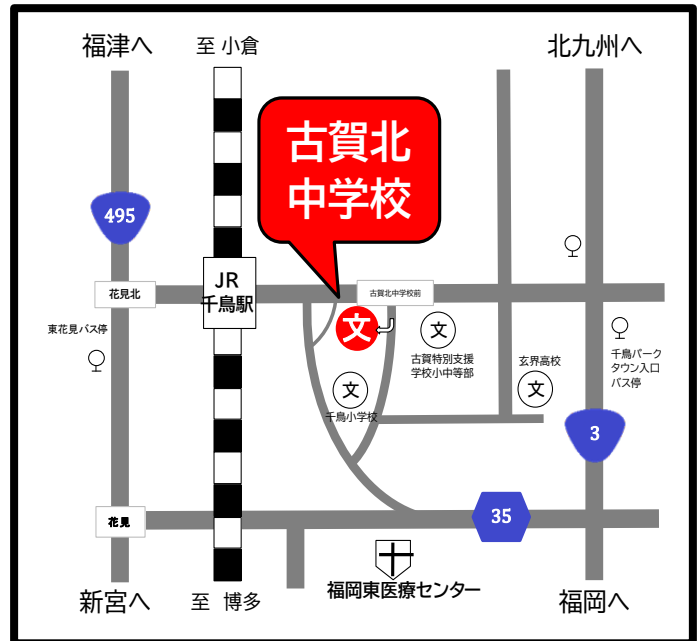 福津へ
至 小倉
北九州へ
古賀北
中学校
495
JR
千鳥駅
花見北
古賀北中学校前
東花見バス停
文
文
古賀特別支援
学校小中等部
玄界高校
文
千鳥パーク
タウン入口
バス停
文
千鳥小学校
3
花見
35
福岡東医療センター
新宮へ
至 博多
福岡へ